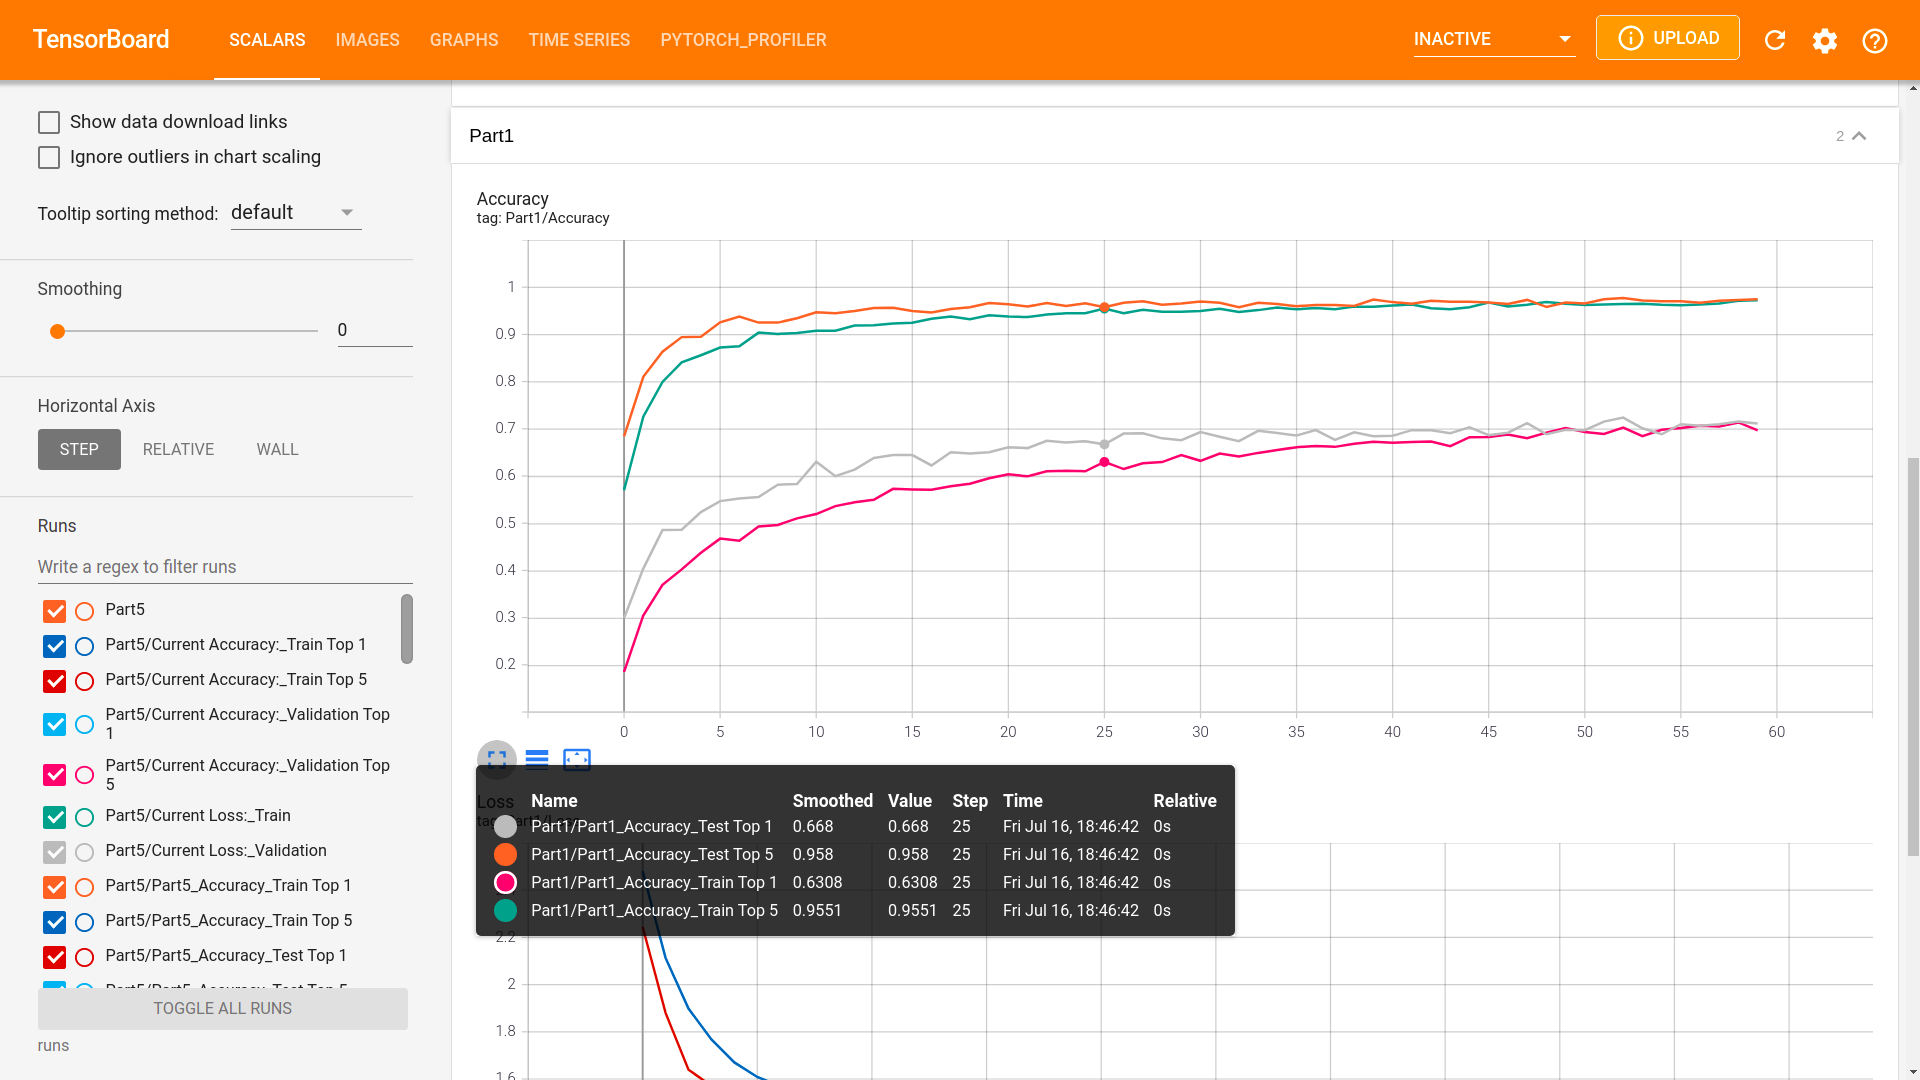 TensorBoard
SCALARS
IMAGES
GRAPHS
TIME SERIES
PYTORCH_PROFILER
INACTIVE
UPLOAD
Show data download links
Ignore outliers in chart scaling
Tooltip sorting method: default
Smoothing
0
Horizontal Axis
STEP
RELATIVE
WALL
Runs
Write a regex to filter runs
Part5
Part5/Current Accuracy:_Train Top 1
Part5/Current Accuracy:_Train Top 5
Part5/Current Accuracy:_Validation Top
1
Part5/Current Accuracy:_Validation Top
5
Part5/Current Loss:_Train
Part5/Current Loss:_Validation
Part5/Part5_Accuracy_Train Top 1
Part5/Part5_Accuracy_Train Top 5
Part5/Part5_Accuracy_Test Top 1
Part5/Part5_Accuracy_Test Top 5
TOGGLE ALL RUNS
runs
Part1
2
Accuracy
tag: Part1/Accuracy
1
0.9
0.8
0.7
0.6
0.5
0.4
0.3
0.2
0 5 10 15 20 25 30 35 40 45 50 55 60
Loss
tag: Part1/Loss
Name Smoothed Value Step Time Relative
Part1/Part1_Accuracy_Test Top 1 0.668 0.668 25 Fri Jul 16, 18:46:42 0s
Part1/Part1_Accuracy_Test Top 5 0.958 0.958 25 Fri Jul 16, 18:46:42 0s
Part1/Part1_Accuracy_Train Top 1 0.6308 0.6308 25 Fri Jul 16, 18:46:42 0s
Part1/Part1_Accuracy_Train Top 5 0.9551 0.9551 25 Fri Jul 16, 18:46:42 0s
2.2
2
1.8
1.6